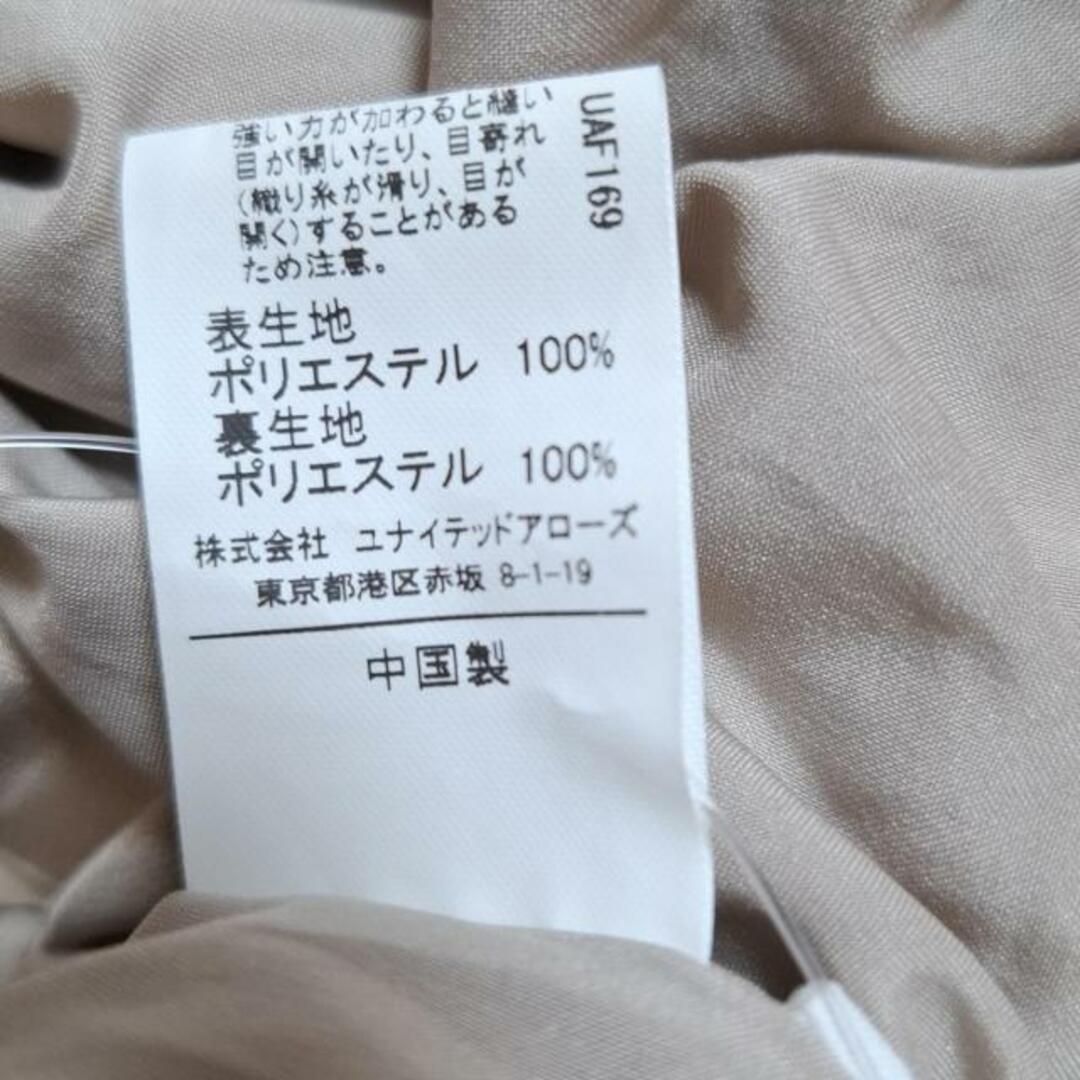 強い力が加わると縫い
目が開いたり、目寄れ
(織り糸が滑り、目が
開く)することがある
ため注意。
表生地
ポリエステル 100%
裏生地
ポリエステル 100%
株式会社 ユナイテッドアローズ
東京都港区赤坂 8-1-19
中国製
UAF169